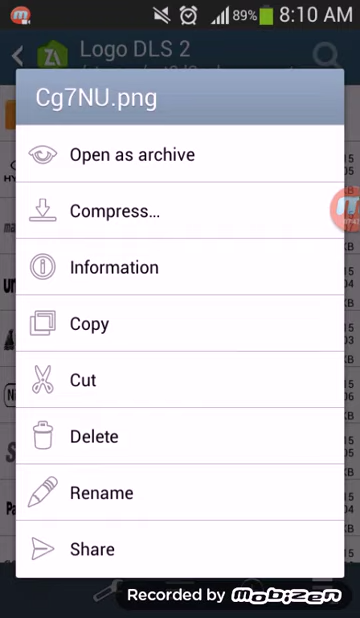 89% 8:10 AM
Logo DLS 2
Cg7NU.png
Open as archive
Compress...
Information
Copy
Cut
Delete
Rename
Share
Recorded by mobizen